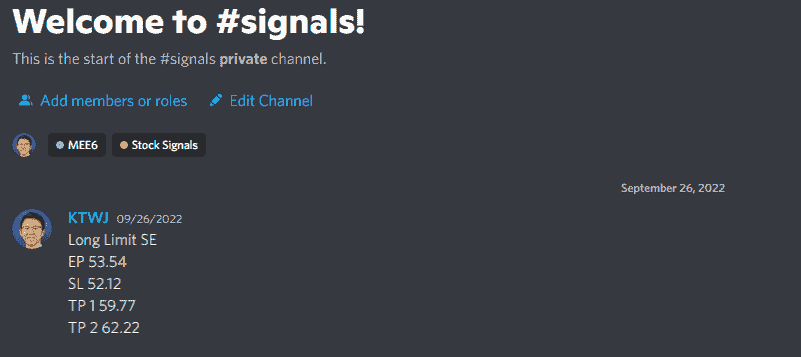 Welcome to #signals!
This is the start of the #signals private channel.
Add members or roles Edit Channel
MEE6 Stock Signals
September 26, 2022
KTWJ 09/26/2022
Long Limit SE
EP 53.54
SL 52.12
TP 1 59.77
TP 2 62.22